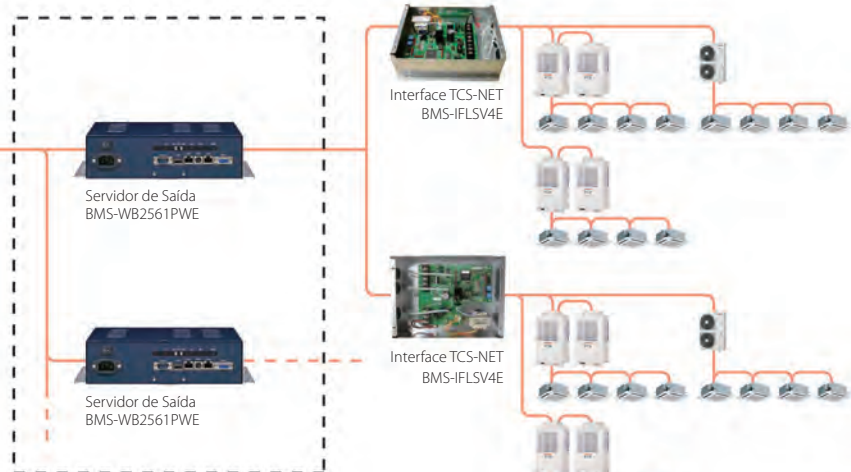 Interface TCS-NET
BMS-IFLSV4E
Servidor de Saída
BMS-WB2561PWE
Interface TCS-NET
BMS-IFLSV4E
Servidor de Saída
BMS-WB2561PWE